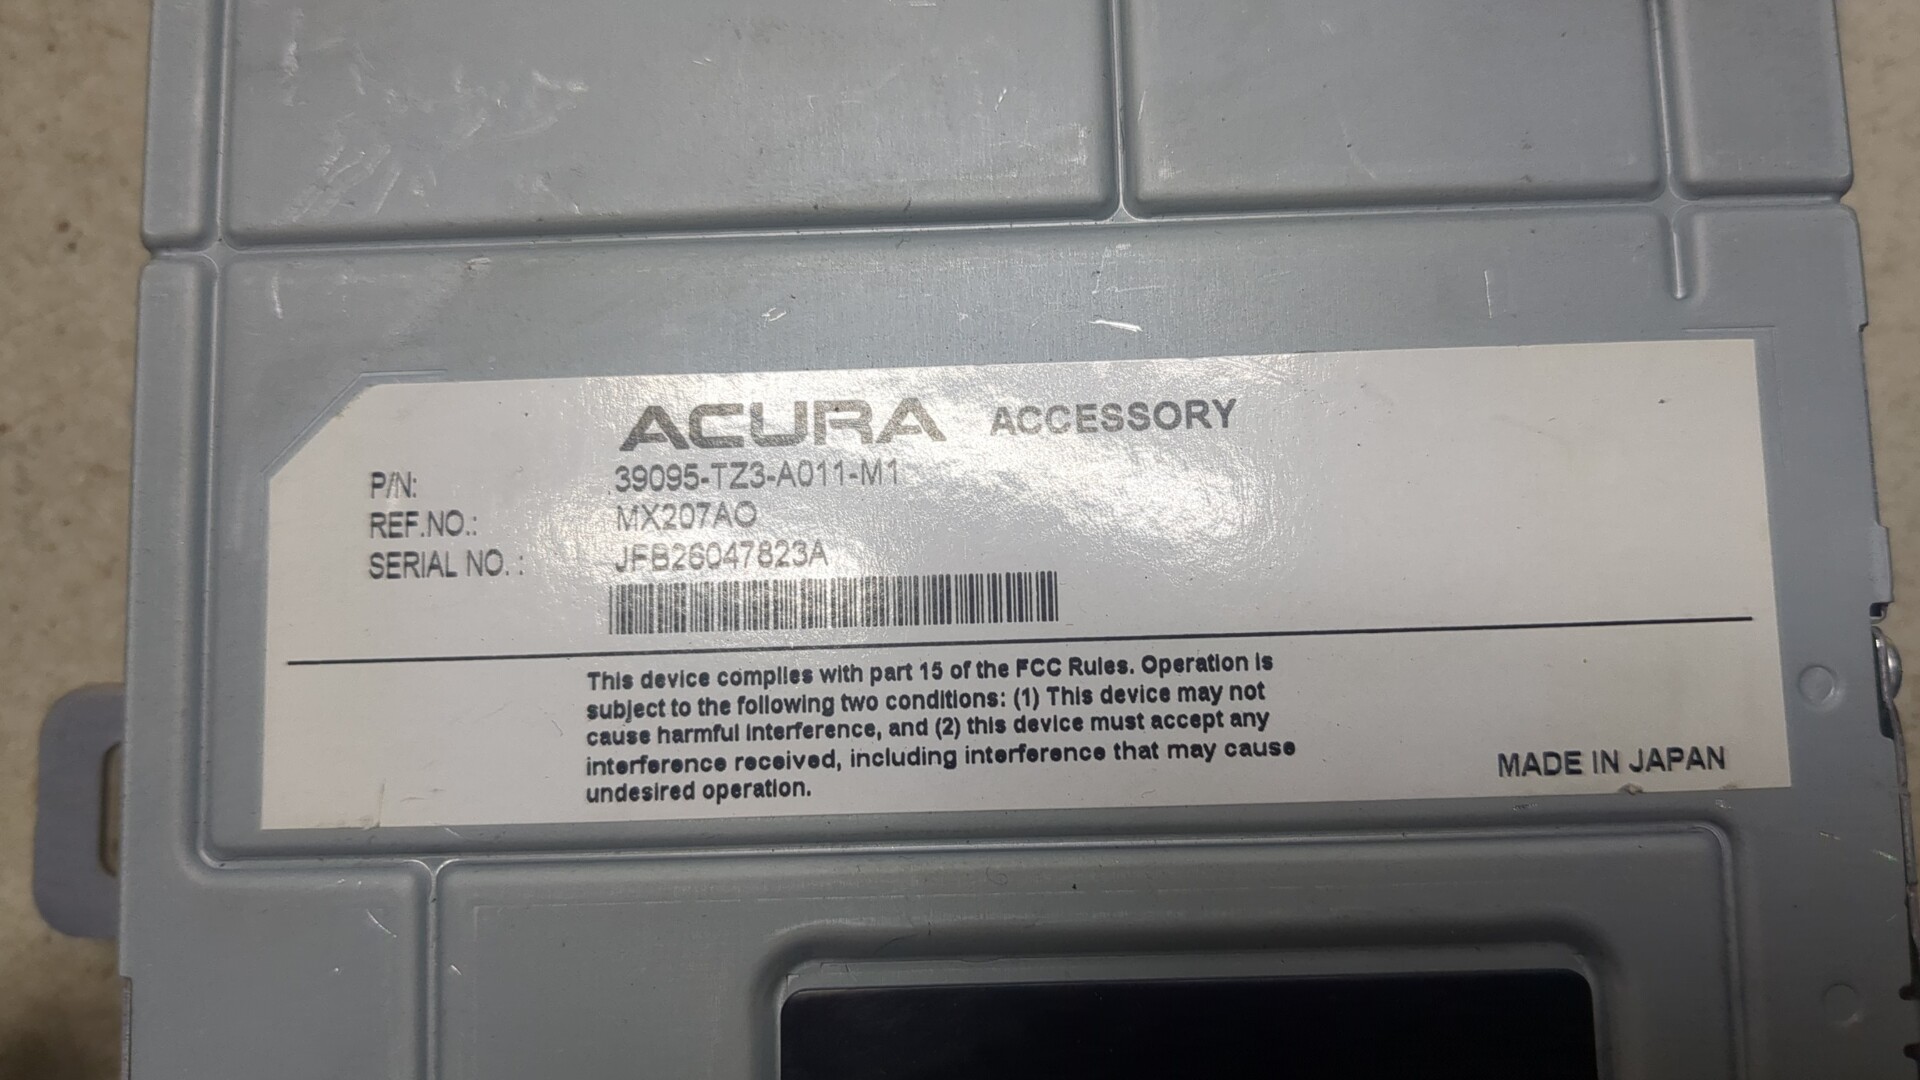 ACURA ACCESSORY
P/N: 39095-TZ3-A011-M1
REF.NO.: MX207AO
SERIAL NO. : JFB26047823A
This device complies with part 15 of the FCC Rules. Operation is
subject to the following two conditions: (1) This device may not
cause harmful interference, and (2) this device must accept any
interference received, including interference that may cause
undesired operation.
MADE IN JAPAN